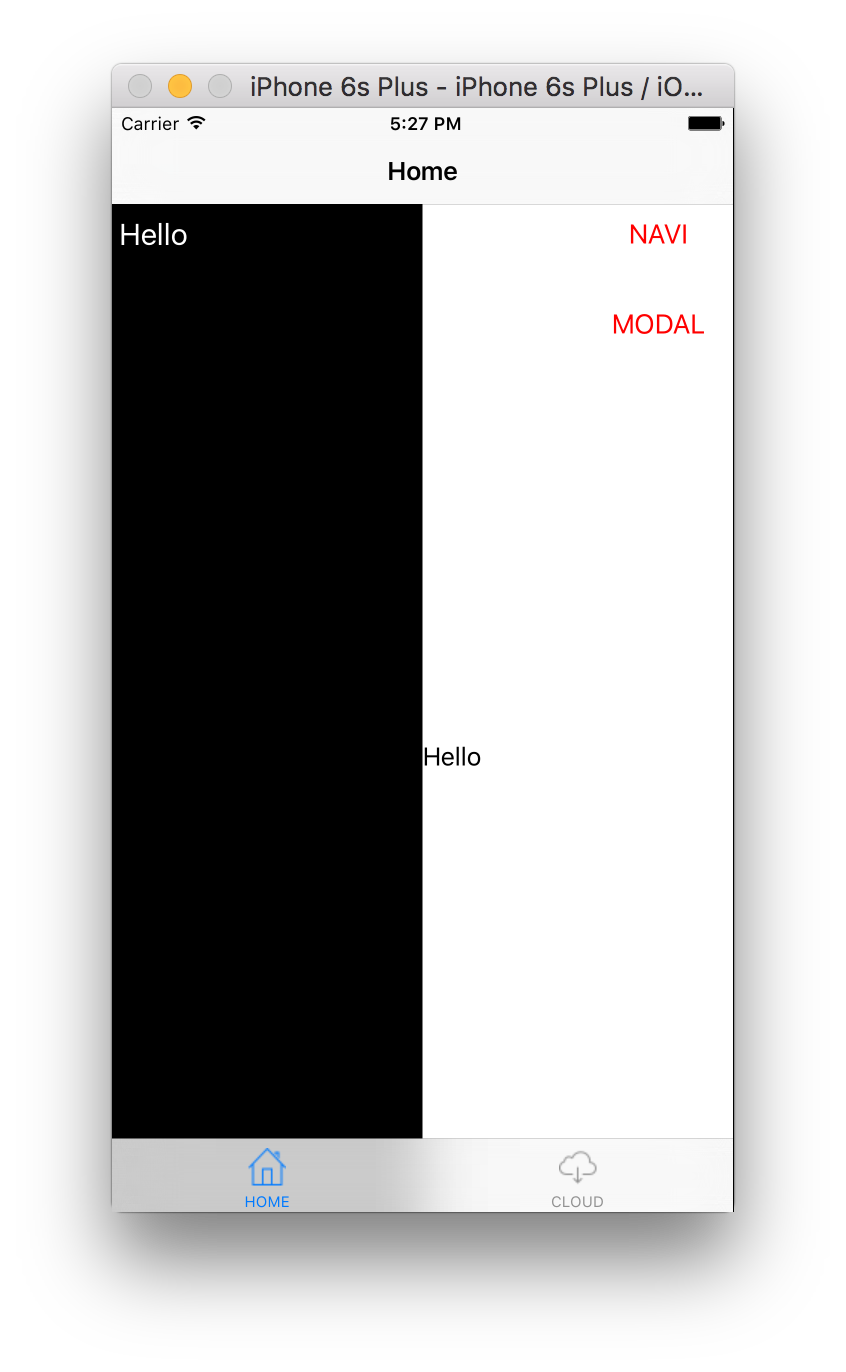 iPhone 6s Plus - iPhone 6s Plus / iO...
Carrier 5:27 PM
Home
Hello NAVI
MODAL
Hello
HOME CLOUD